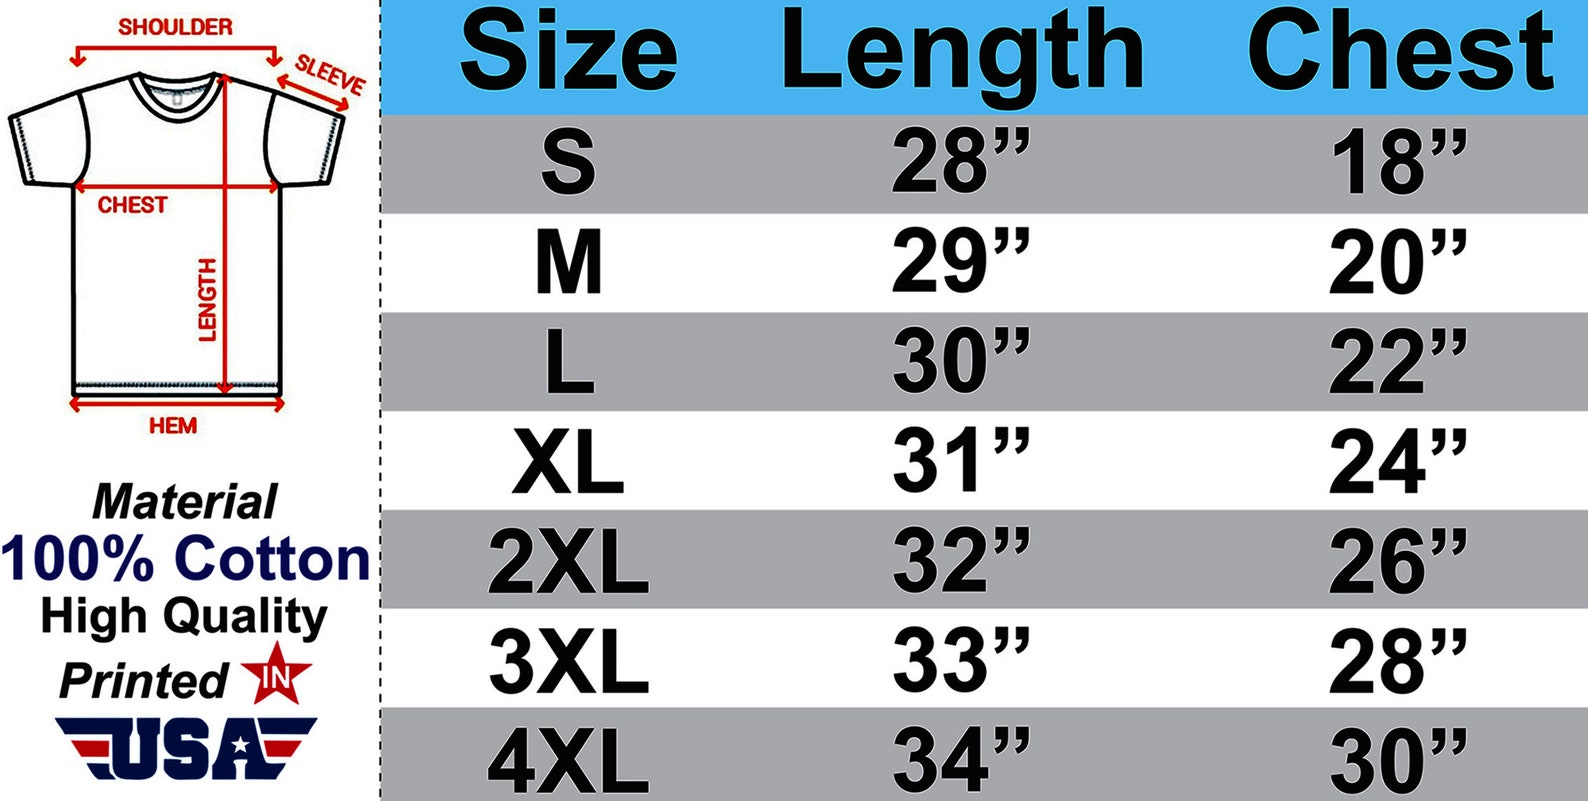 SHOULDER
SLEEVE
CHEST
LENGTH
HEM
Material
100% Cotton
High Quality
Printed IN
USA
Size Length Chest
S 28” 18”
M 29” 20”
L 30” 22”
XL 31” 24”
2XL 32” 26”
3XL 33” 28”
4XL 34” 30”